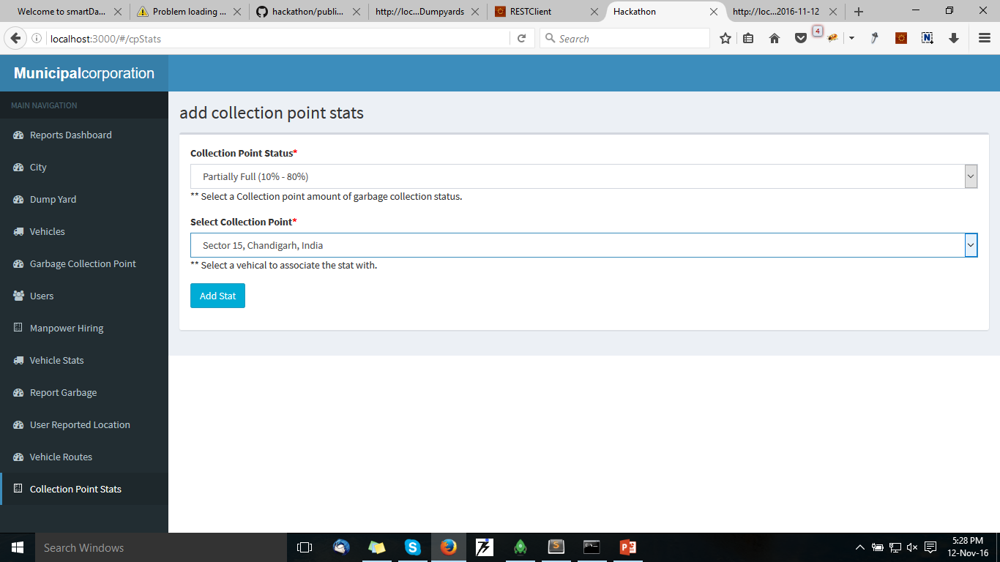 Welcome to smartDa...
Problem loading ...
hackathon/publi...
http://loc...Dumpyards
RESTClient
Hackathon
http://loc...2016-11-12
localhost:3000/#/cpStats
Search
4
Municipalcorporation
MAIN NAVIGATION
Reports Dashboard
City
Dump Yard
Vehicles
Garbage Collection Point
Users
Manpower Hiring
Vehicle Stats
Report Garbage
User Reported Location
Vehicle Routes
Collection Point Stats
add collection point stats
Collection Point Status*
Partially Full (10% - 80%)
** Select a Collection point amount of garbage collection status.
Select Collection Point*
Sector 15, Chandigarh, India
** Select a vehical to associate the stat with.
Add Stat
Search Windows
5:28 PM
12-Nov-16